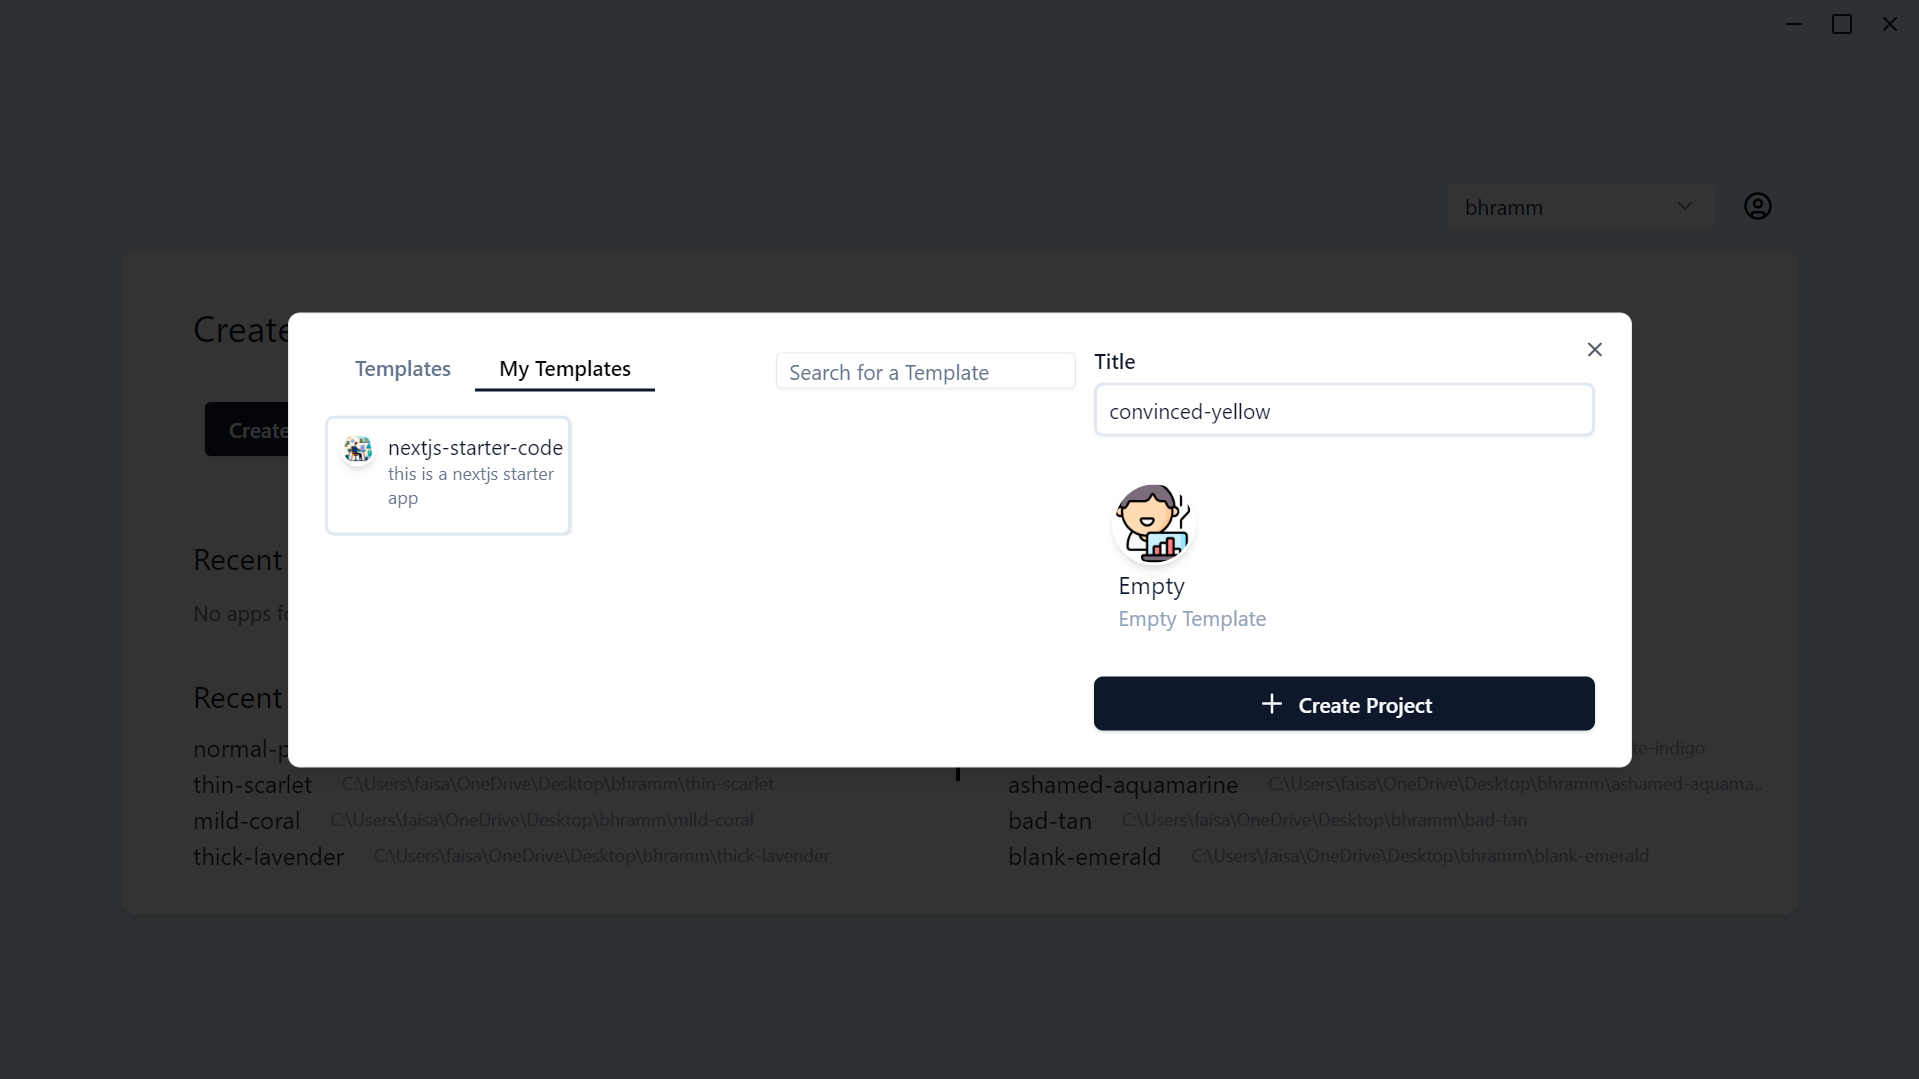 bhramm
Create
Create
Recent
No apps
Recent
Templates
My Templates
Search for a Template
nextjs-starter-code
this is a nextjs starter
app
Title
convinced-yellow
Empty
Empty Template
Create Project
te-indigo
thin-scarlet C:\Users\faisa\OneDrive\Desktop\bhramm\thin-scarlet
mild-coral C:\Users\faisa\OneDrive\Desktop\bhramm\mild-coral
thick-lavender C:\Users\faisa\OneDrive\Desktop\bhramm\thick-lavender
ashamed-aquamarine C:\Users\faisa\OneDrive\Desktop\bhramm\ashamed-aquama..
bad-tan C:\Users\faisa\OneDrive\Desktop\bhramm\bad-tan
blank-emerald C:\Users\faisa\OneDrive\Desktop\bhramm\blank-emerald